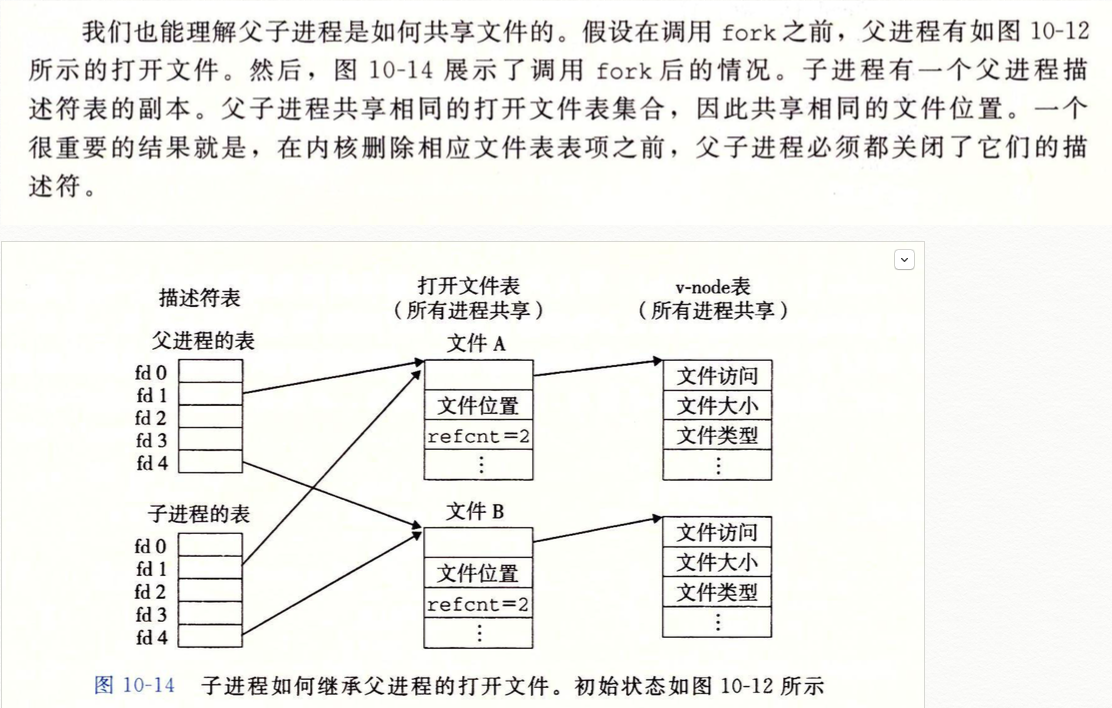 我们也能理解父子进程是如何共享文件的。假设在调用 fork 之前，父进程有如图 10-12
所示的打开文件。然后，图 10-14 展示了调用 fork 后的情况。子进程有一个父进程描
述符表的副本。父子进程共享相同的打开文件表集合，因此共享相同的文件位置。一个
很重要的结果就是，在内核删除相应文件表表项之前，父子进程必须都关闭了它们的描
述符。
描述符表
父进程的表
fd 0
fd 1
fd 2
fd 3
fd 4
子进程的表
fd 0
fd 1
fd 2
fd 3
fd 4
打开文件表
（所有进程共享）
文件 A
文件位置
refcnt=2
⋮
文件 B
文件位置
refcnt=2
⋮
v-node表
（所有进程共享）
文件访问
文件大小
文件类型
⋮
文件访问
文件大小
文件类型
⋮
图 10-14 子进程如何继承父进程的打开文件。初始状态如图 10-12 所示